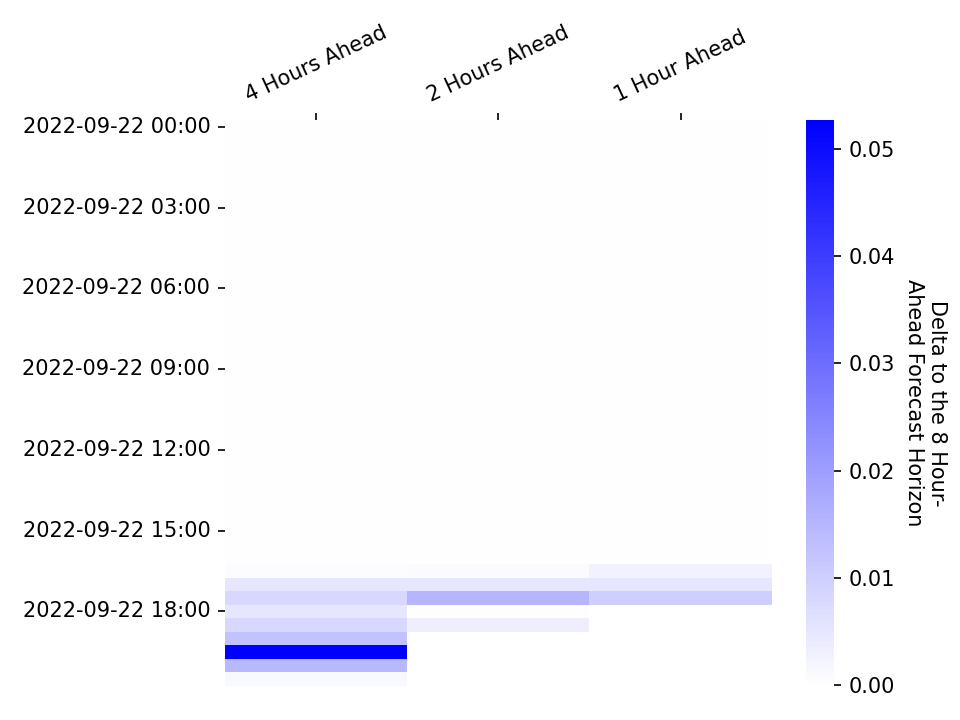 4 Hours Ahead
2 Hours Ahead
1 Hour Ahead
2022-09-22 00:00
2022-09-22 03:00
2022-09-22 06:00
2022-09-22 09:00
2022-09-22 12:00
2022-09-22 15:00
2022-09-22 18:00
0.05
0.04
0.03
0.02
0.01
0.00
Delta to the 8 Hour-
Ahead Forecast Horizon